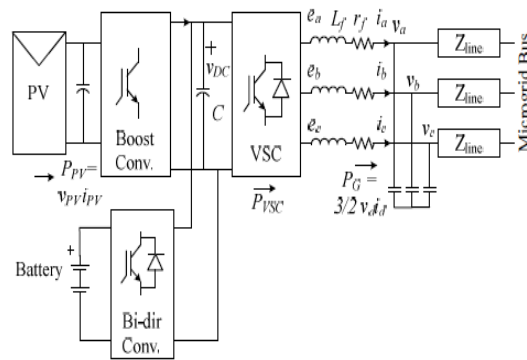 e_a L_f r_f i_a v_a
Z_line
PV
v_DC
e_b i_b v_b
Z_line
C
Boost
Conv.
VSC
e_c i_c v_c
Z_line
Microgrid Bus
P_PV=
v_PV i_PV
P_VSC
P_G =
3/2 v_d i_d
Battery
Bi-dir
Conv.